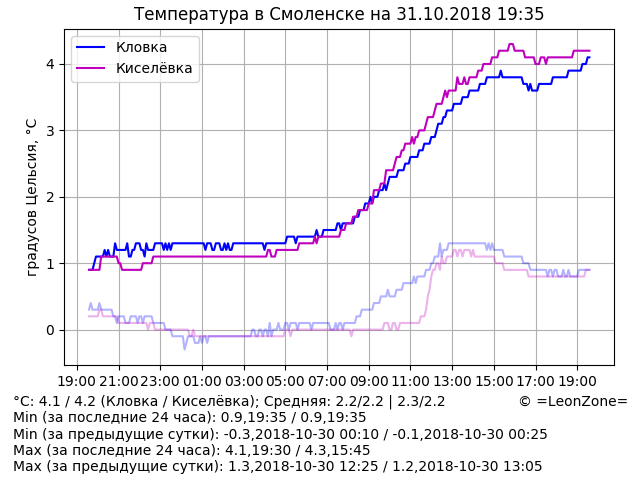 Температура в Смоленске на 31.10.2018 19:35
Кловка
Киселёвка
градусов Цельсия, °C
4
3
2
1
0
19:00 21:00 23:00 01:00 03:00 05:00 07:00 09:00 11:00 13:00 15:00 17:00 19:00
°C: 4.1 / 4.2 (Кловка / Киселёвка); Средняя: 2.2/2.2 | 2.3/2.2 © =LeonZone=
Min (за последние 24 часа): 0.9,19:35 / 0.9,19:35
Min (за предыдущие сутки): -0.3,2018-10-30 00:10 / -0.1,2018-10-30 00:25
Max (за последние 24 часа): 4.1,19:30 / 4.3,15:45
Max (за предыдущие сутки): 1.3,2018-10-30 12:25 / 1.2,2018-10-30 13:05